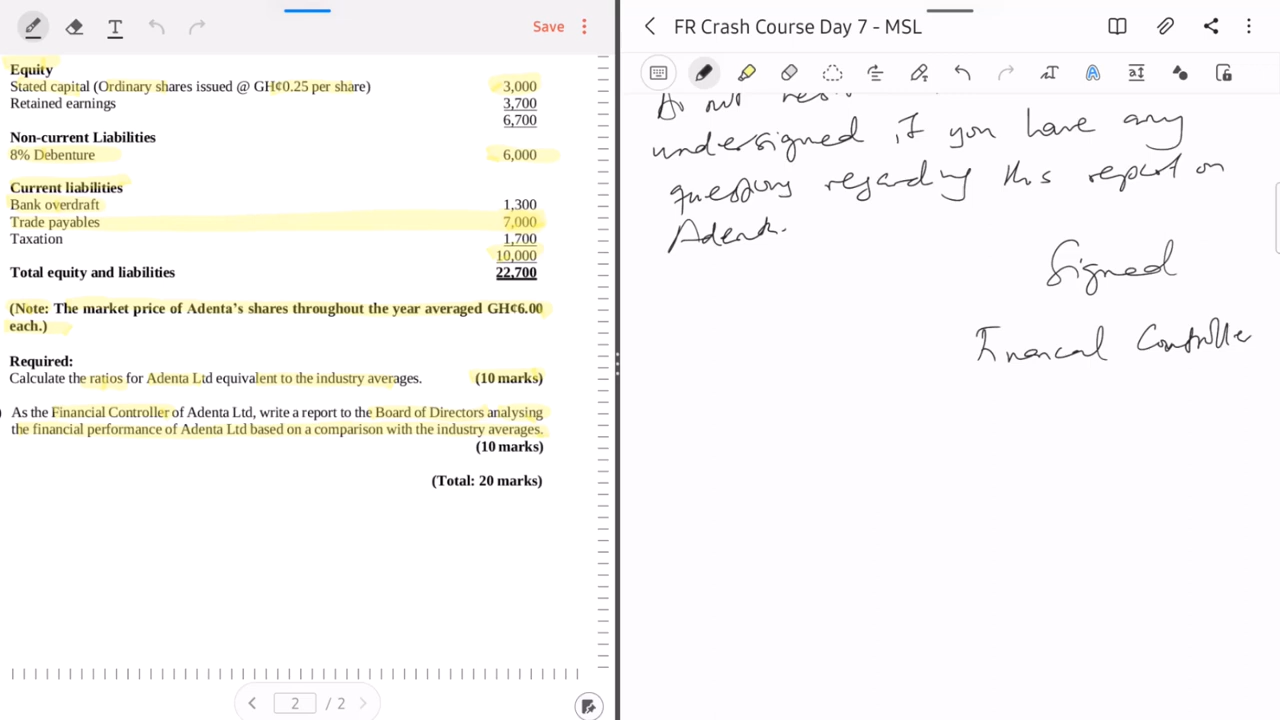 Save
Equity
Stated capital (Ordinary shares issued @ GH¢0.25 per share) 3,000
Retained earnings 3,700
6,700
Non-current Liabilities
8% Debenture 6,000
Current liabilities
Bank overdraft 1,300
Trade payables 7,000
Taxation 1,700
10,000
Total equity and liabilities 22,700
(Note: The market price of Adenta's shares throughout the year averaged GH¢6.00
each.)
Required:
Calculate the ratios for Adenta Ltd equivalent to the industry averages. (10 marks)
) As the Financial Controller of Adenta Ltd, write a report to the Board of Directors analysing
the financial performance of Adenta Ltd based on a comparison with the industry averages.
(10 marks)
(Total: 20 marks)
2 / 2
FR Crash Course Day 7 - MSL
not
undersigned if you have any
regarding this report on
Signed
Financial Controller